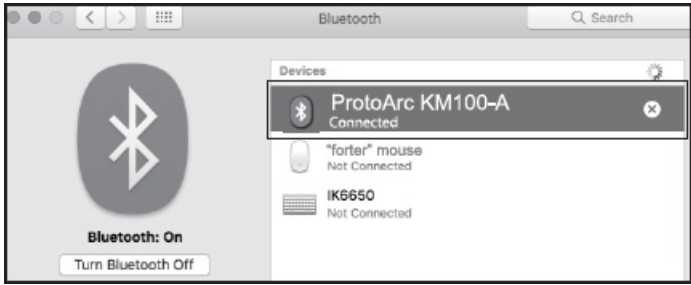 Bluetooth
Search
Devices
ProtoArc KM100-A
Connected
"forter" mouse
Not Connected
IK6650
Not Connected
Bluetooth: On
Turn Bluetooth Off